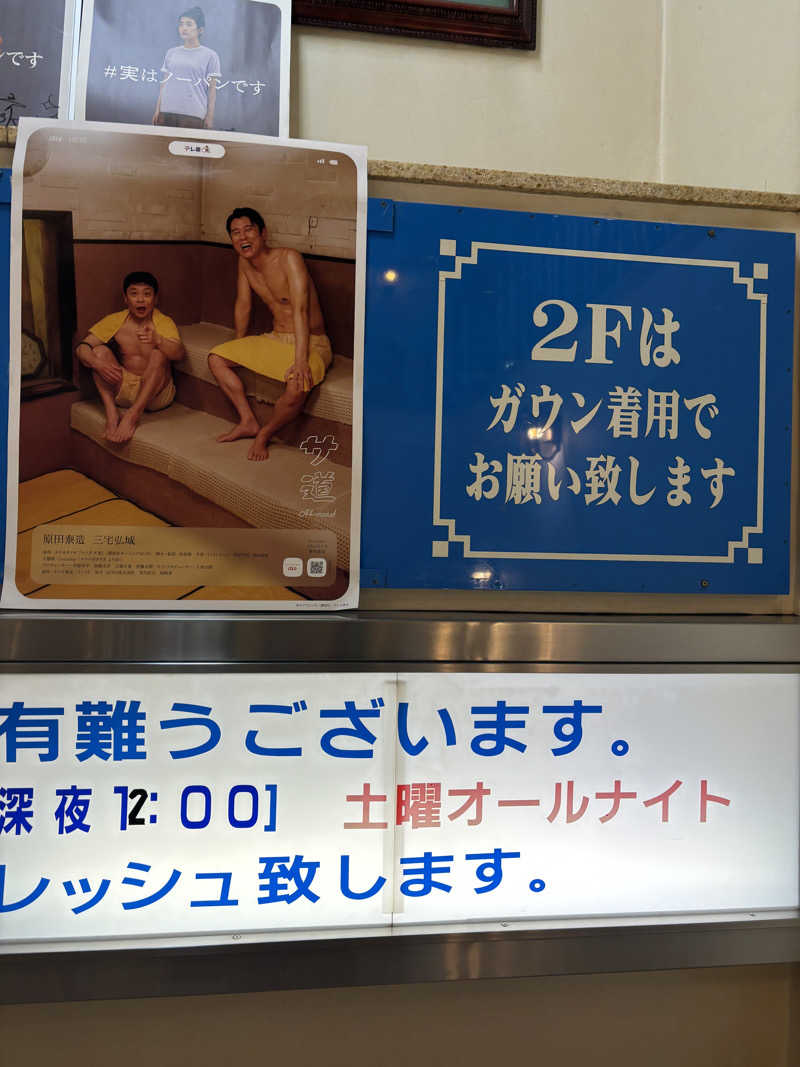 ンです
#実はノーパンです
テレ東
サ道
原田泰造 三宅弘城
2Fは
ガウン着用で
お願い致します
有難うございます。
深夜12:00] 土曜オールナイト
レッシュ致します。